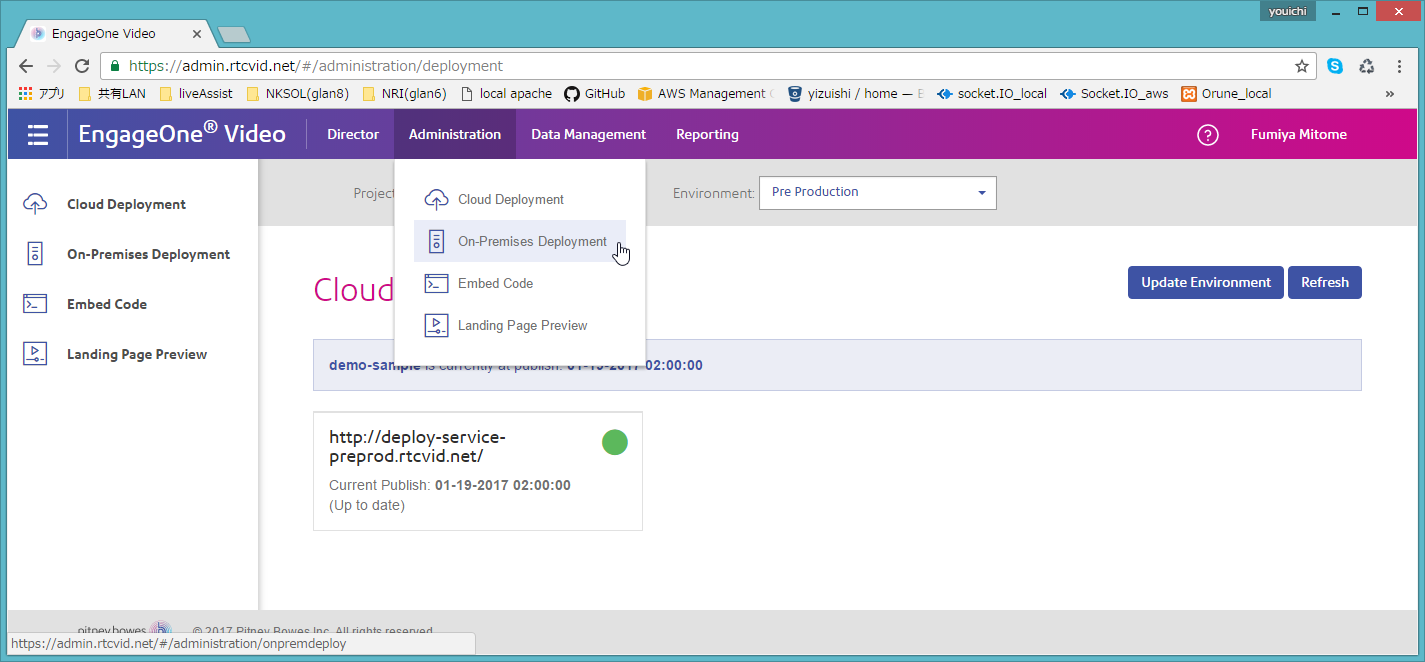 youichi
EngageOne Video
https://admin.rtcvid.net/#/administration/deployment
アプリ 共有LAN liveAssist NKSOL(glan8) NRI(glan6) local apache GitHub AWS Management yizuishi / home — socket.IO_local Socket.IO_aws Orune_local »
EngageOne® Video Director Administration Data Management Reporting ? Fumiya Mitome
Cloud Deployment
On-Premises Deployment
Embed Code
Landing Page Preview
Project Environment: Pre Production
Cloud Deployment
On-Premises Deployment
Embed Code
Landing Page Preview
Cloud
Update Environment Refresh
demo-sample is currently at publish: 01-19-2017 02:00:00
http://deploy-service-
preprod.rtcvid.net/
Current Publish: 01-19-2017 02:00:00
(Up to date)
pitney bowes © 2017 Pitney Bowes Inc. All rights reserved
https://admin.rtcvid.net/#/administration/onpremdeploy